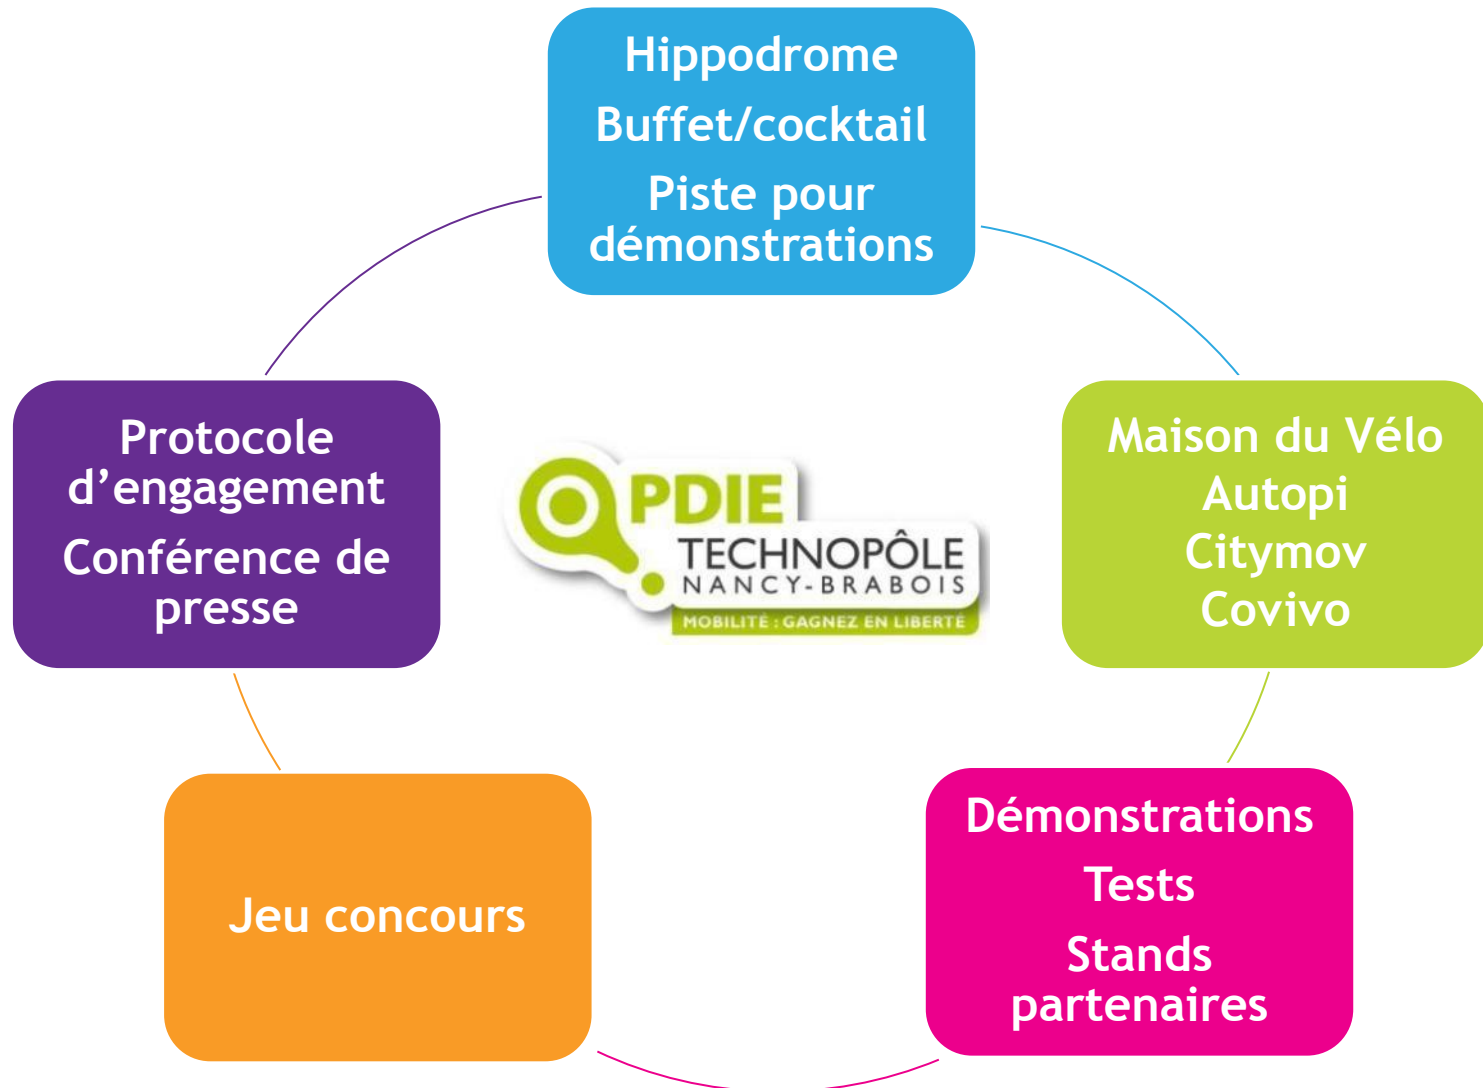 Hippodrome
Buffet/cocktail
Piste pour
démonstrations
Maison du Vélo
Autopi
Citymov
Covivo
Démonstrations
Tests
Stands
partenaires
Jeu concours
Protocole
d’engagement
Conférence de
presse
PDIE
TECHNOPÔLE
NANCY-BRABOIS
MOBILITÉ : GAGNEZ EN LIBERTÉ